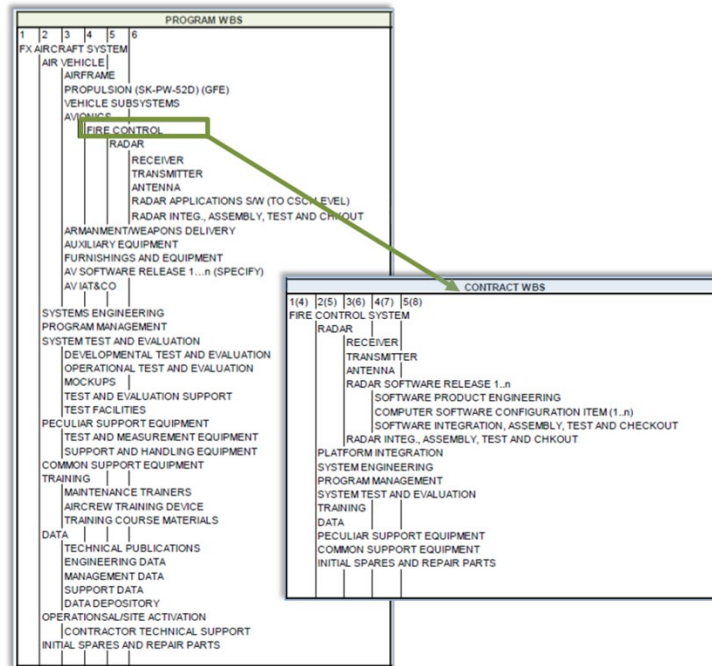 PROGRAM WBS
1 2 3 4 5 6
FX AIRCRAFT SYSTEM
AIR VEHICLE
AIRFRAME
PROPULSION (SK-PW-52D) (GFE)
VEHICLE SUBSYSTEMS
AVIONICS
FIRE CONTROL
RADAR
RECEIVER
TRANSMITTER
ANTENNA
RADAR APPLICATIONS S/W (TO CSCI LEVEL)
RADAR INTEG., ASSEMBLY, TEST AND CHKOUT
ARMANMENT/WEAPONS DELIVERY
AUXILIARY EQUIPMENT
FURNISHINGS AND EQUIPMENT
AV SOFTWARE RELEASE 1...n (SPECIFY)
AV IAT&CO
SYSTEMS ENGINEERING
PROGRAM MANAGEMENT
SYSTEM TEST AND EVALUATION
DEVELOPMENTAL TEST AND EVALUATION
OPERATIONAL TEST AND EVALUATION
MOCKUPS
TEST AND EVALUATION SUPPORT
TEST FACILITIES
PECULIAR SUPPORT EQUIPMENT
TEST AND MEASUREMENT EQUIPMENT
SUPPORT AND HANDLING EQUIPMENT
COMMON SUPPORT EQUIPMENT
TRAINING
MAINTENANCE TRAINERS
AIRCREW TRAINING DEVICE
TRAINING COURSE MATERIALS
DATA
TECHNICAL PUBLICATIONS
ENGINEERING DATA
MANAGEMENT DATA
SUPPORT DATA
DATA DEPOSITORY
OPERATIONSAL/SITE ACTIVATION
CONTRACTOR TECHNICAL SUPPORT
INITIAL SPARES AND REPAIR PARTS
CONTRACT WBS
1(4) 2(5) 3(6) 4(7) 5(8)
FIRE CONTROL SYSTEM
RADAR
RECEIVER
TRANSMITTER
ANTENNA
RADAR SOFTWARE RELEASE 1..n
SOFTWARE PRODUCT ENGINEERING
COMPUTER SOFTWARE CONFIGURATION ITEM (1..n)
SOFTWARE INTEGRATION, ASSEMBLY, TEST AND CHECKOUT
RADAR INTEG., ASSEMBLY, TEST AND CHKOUT
PLATFORM INTEGRATION
SYSTEM ENGINEERING
PROGRAM MANAGEMENT
SYSTEM TEST AND EVALUATION
TRAINING
DATA
PECULIAR SUPPORT EQUIPMENT
COMMON SUPPORT EQUIPMENT
INITIAL SPARES AND REPAIR PARTS